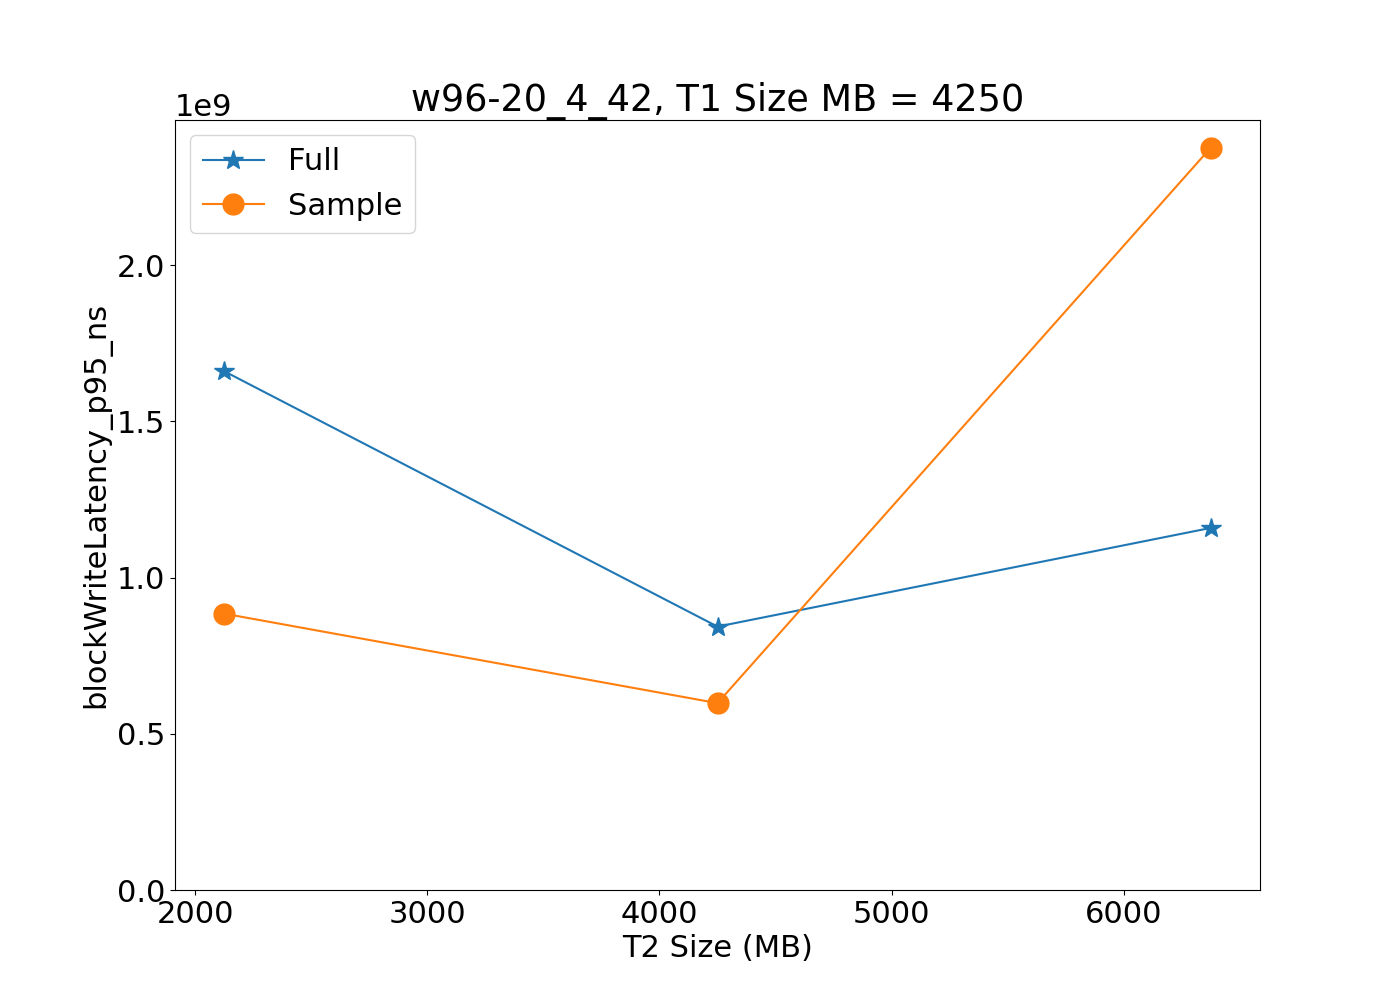 w96-20_4_42, T1 Size MB = 4250
1e9
Full
Sample
2.0
1.5
1.0
0.5
0.0
blockWriteLatency_p95_ns
2000 3000 4000 5000 6000
T2 Size (MB)